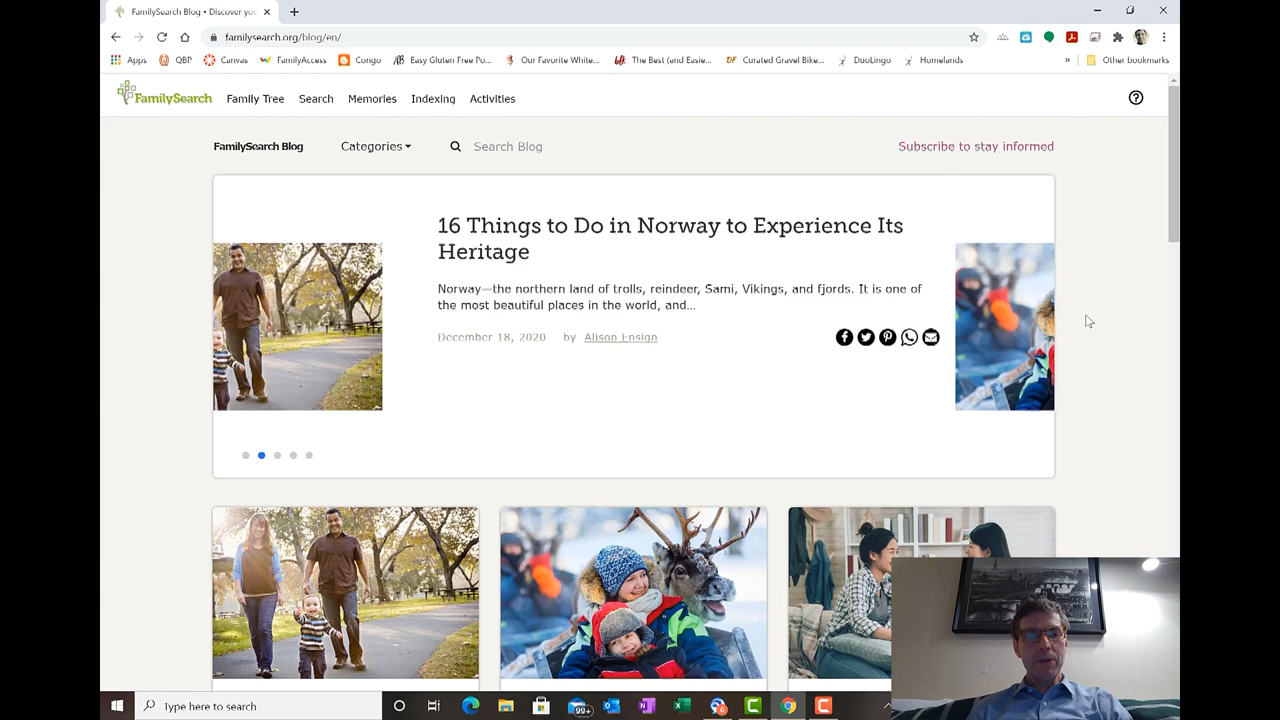 FamilySearch Blog • Discover you
familysearch.org/blog/en/
Apps QBP Canvas FamilyAccess Congo Easy Gluten Free Po... Our Favorite White... The Best (and Easie... Curated Gravel Bike... DuoLingo Homelands » Other bookmarks
FamilySearch Family Tree Search Memories Indexing Activities
FamilySearch Blog Categories Search Blog Subscribe to stay informed
16 Things to Do in Norway to Experience Its
Heritage
Norway—the northern land of trolls, reindeer, Sami, Vikings, and fjords. It is one of
the most beautiful places in the world, and...
December 18, 2020 by Alison Ensign
Type here to search 99+